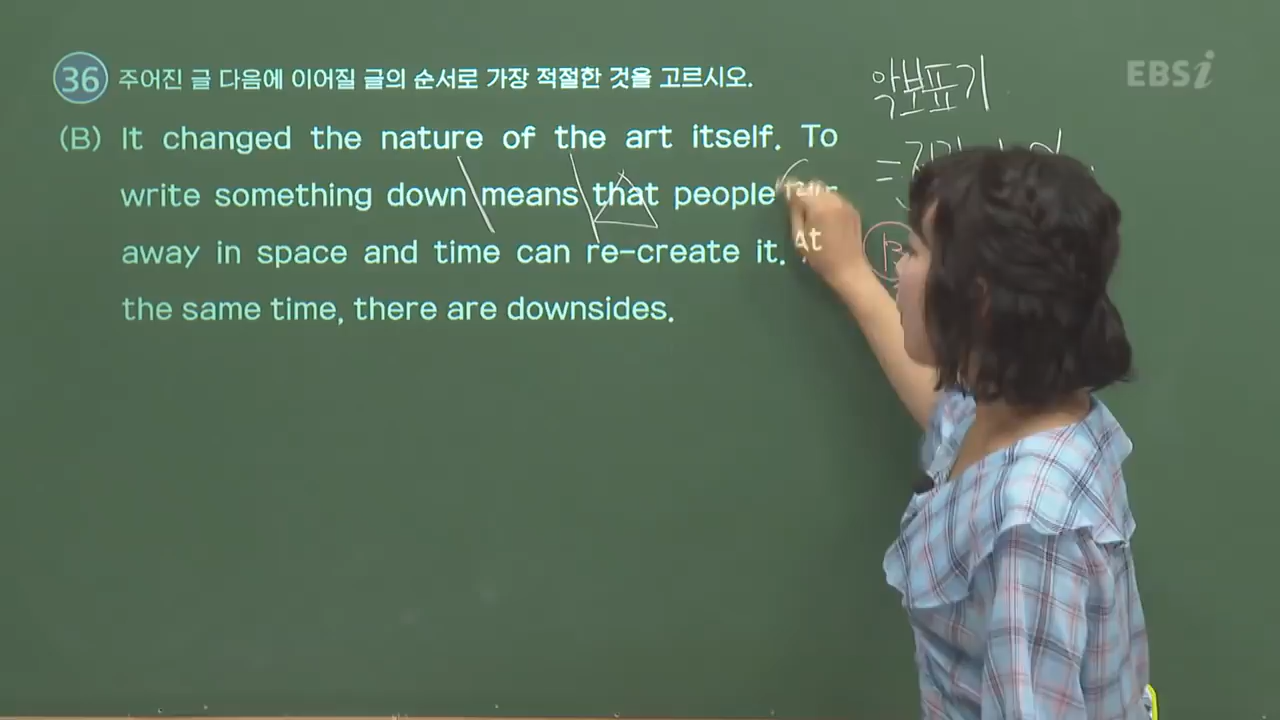 36 주어진 글 다음에 이어질 글의 순서로 가장 적절한 것을 고르시오.
(B) It changed the nature of the art itself. To
write something down means that people
away in space and time can re-create it. At
the same time, there are downsides.
악보표기
=
B
EBSi